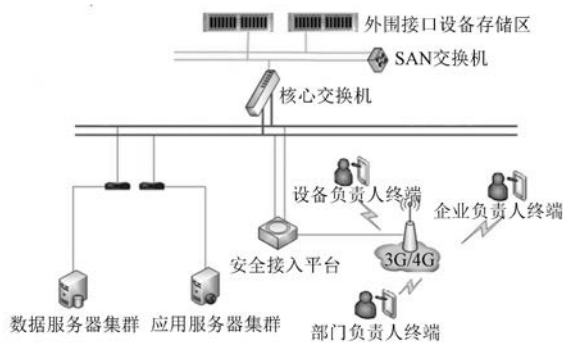 外围接口设备存储区
SAN交换机
核心交换机
设备负责人终端
企业负责人终端
安全接入平台
3G/4G
数据服务器集群
应用服务器集群
部门负责人终端